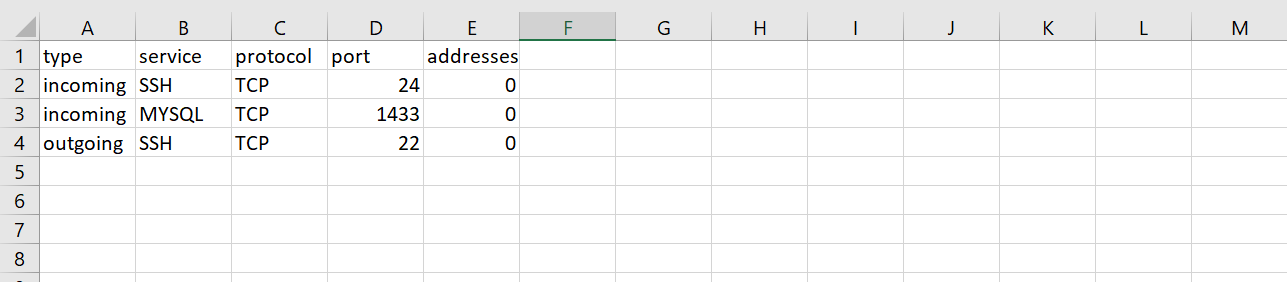 A B C D E F G H I J K L M
1 type service protocol port addresses
2 incoming SSH TCP 24 0
3 incoming MYSQL TCP 1433 0
4 outgoing SSH TCP 22 0
5
6
7
8